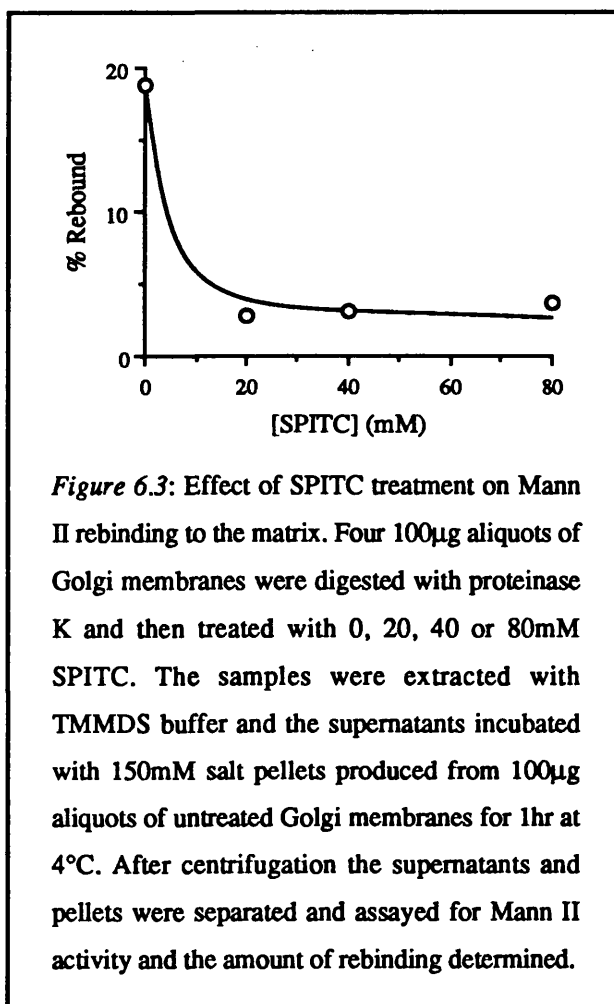 20
10
0
% Rebound
0 20 40 60 80
[SPITC] (mM)
Figure 6.3: Effect of SPITC treatment on Mann
II rebinding to the matrix. Four 100µg aliquots of
Golgi membranes were digested with proteinase
K and then treated with 0, 20, 40 or 80mM
SPITC. The samples were extracted with
TMMDS buffer and the supernatants incubated
with 150mM salt pellets produced from 100µg
aliquots of untreated Golgi membranes for 1hr at
4°C. After centrifugation the supernatants and
pellets were separated and assayed for Mann II
activity and the amount of rebinding determined.